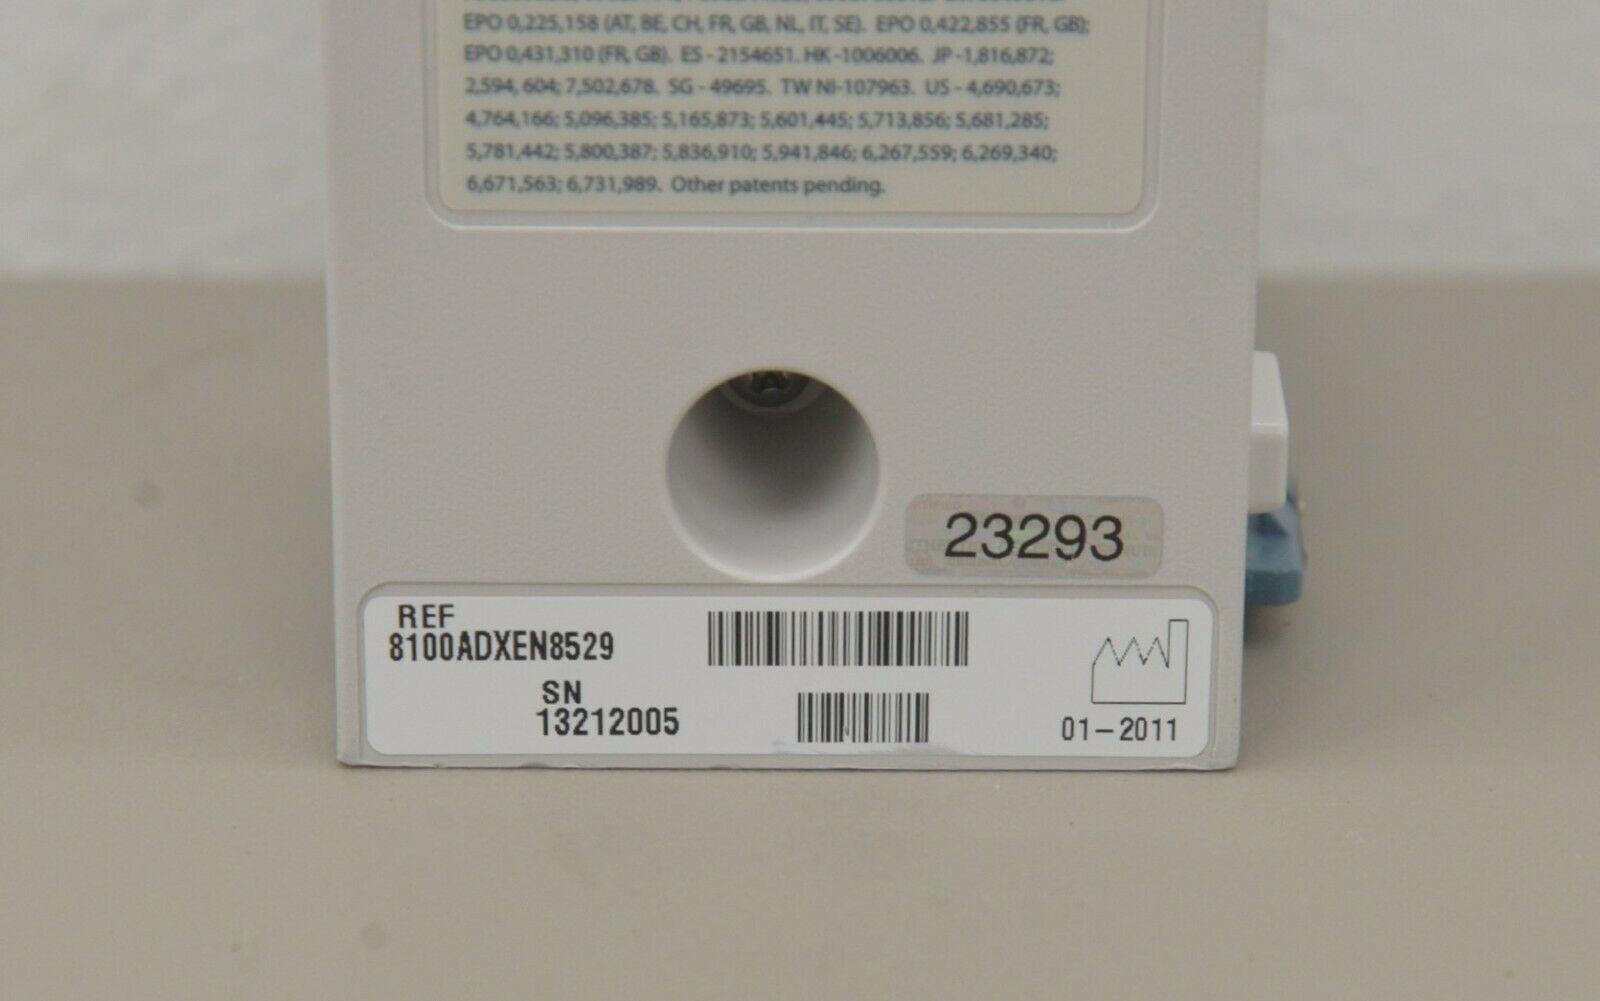 EPO 0,225,158 (AT, BE, CH, FR, GB, NL, IT, SE). EPO 0,422,855 (FR, GB);
EPO 0,431,310 (FR, GB). ES - 2154651. HK -1006006. JP -1,816,872;
2,594, 604; 7,502,678. SG - 49695. TW NI-107963. US - 4,690,673;
4,764,166; 5,096,385; 5,165,873; 5,601,445; 5,713,856; 5,681,285;
5,781,442; 5,800,387; 5,836,910; 5,941,846; 6,267,559; 6,269,340;
6,671,563; 6,731,989. Other patents pending.
23293
REF
8100ADXEN8529
SN
13212005
01-2011